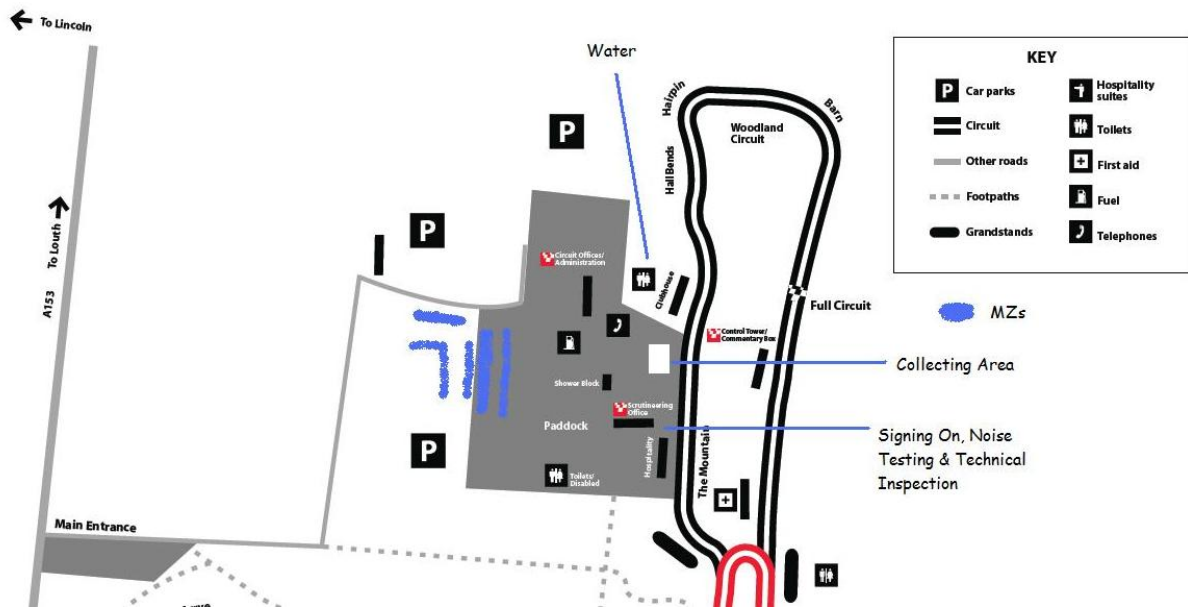 To Lincoln
Water
KEY
P Car parks
Hospitality
suites
Circuit
Toilets
Other roads
First aid
Footpaths
Fuel
Grandstands
Telephones
P
Hairpin
Barn
Woodland
Circuit
Hall Bends
To Louth
A153
P
Circuit Offices/
Administration
Clubhouse
Full Circuit
MZs
Control Tower/
Commentary Box
Collecting Area
Shower Block
Scrutineering
Office
Paddock
P
Hospitality
The Mountain
Signing On, Noise
Testing & Technical
Inspection
Toilets/
Disabled
Main Entrance